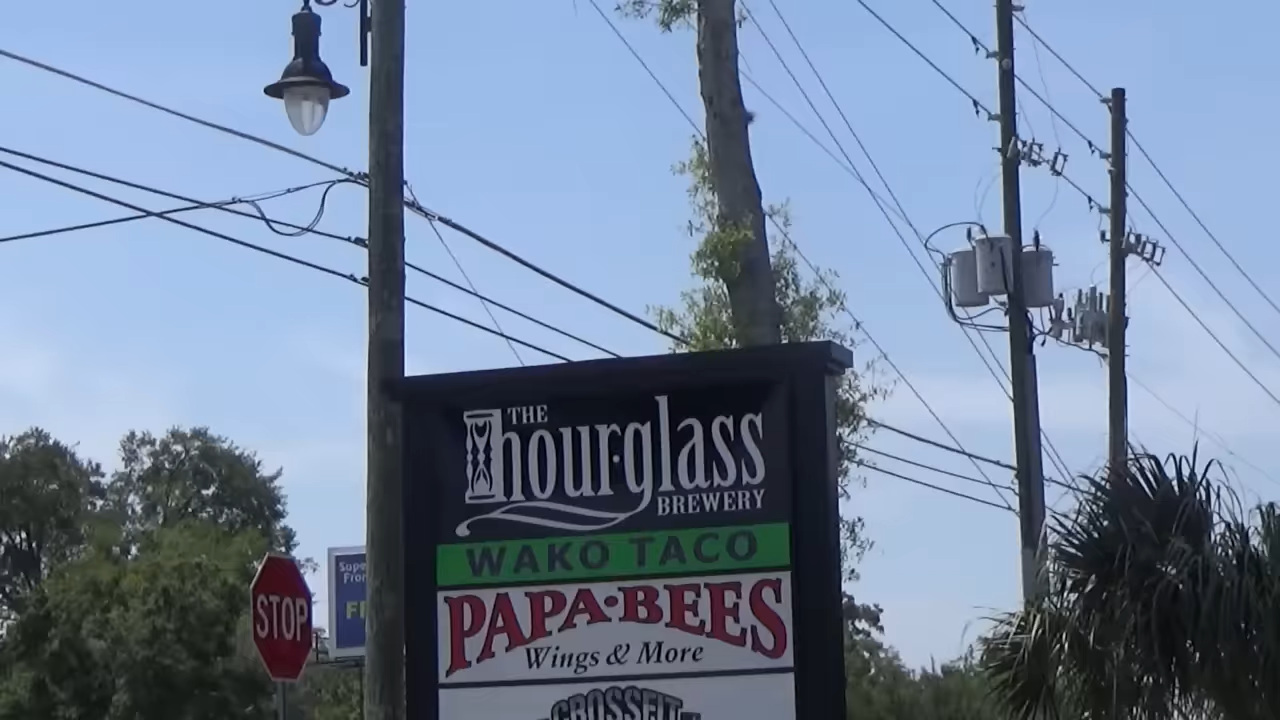 THE
hourglass
BREWERY
WAKO TACO
PAPA•BEES
Wings & More
CROSSFIT
STOP